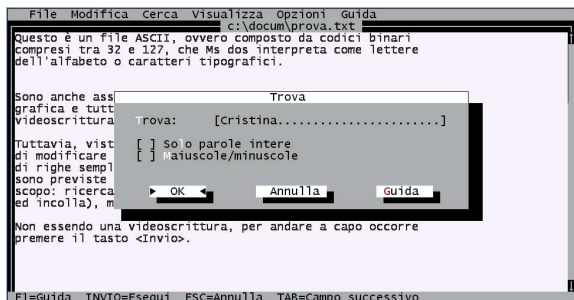 File Modifica Cerca Visualizza Opzioni Guida
c:\docum\prova.txt
Questo è un file ASCII, ovvero composto da codici binari
compresi tra 32 e 127, che Ms dos interpreta come lettere
dell'alfabeto o caratteri tipografici.
Sono anche ass
grafica e tutt
videoscrittura
Tuttavia, vist
di modificare
di righe sempl
sono previste
scopo: ricerca
ed incolla), m
Trova
Trova: [Cristina.......................]
[ ] Solo parole intere
[ ] Maiuscole/minuscole
OK Annulla Guida
Non essendo una videoscrittura, per andare a capo occorre
premere il tasto <Invio>.
F1=Guida INVIO=Esegui ESC=Annulla TAB=Campo successivo